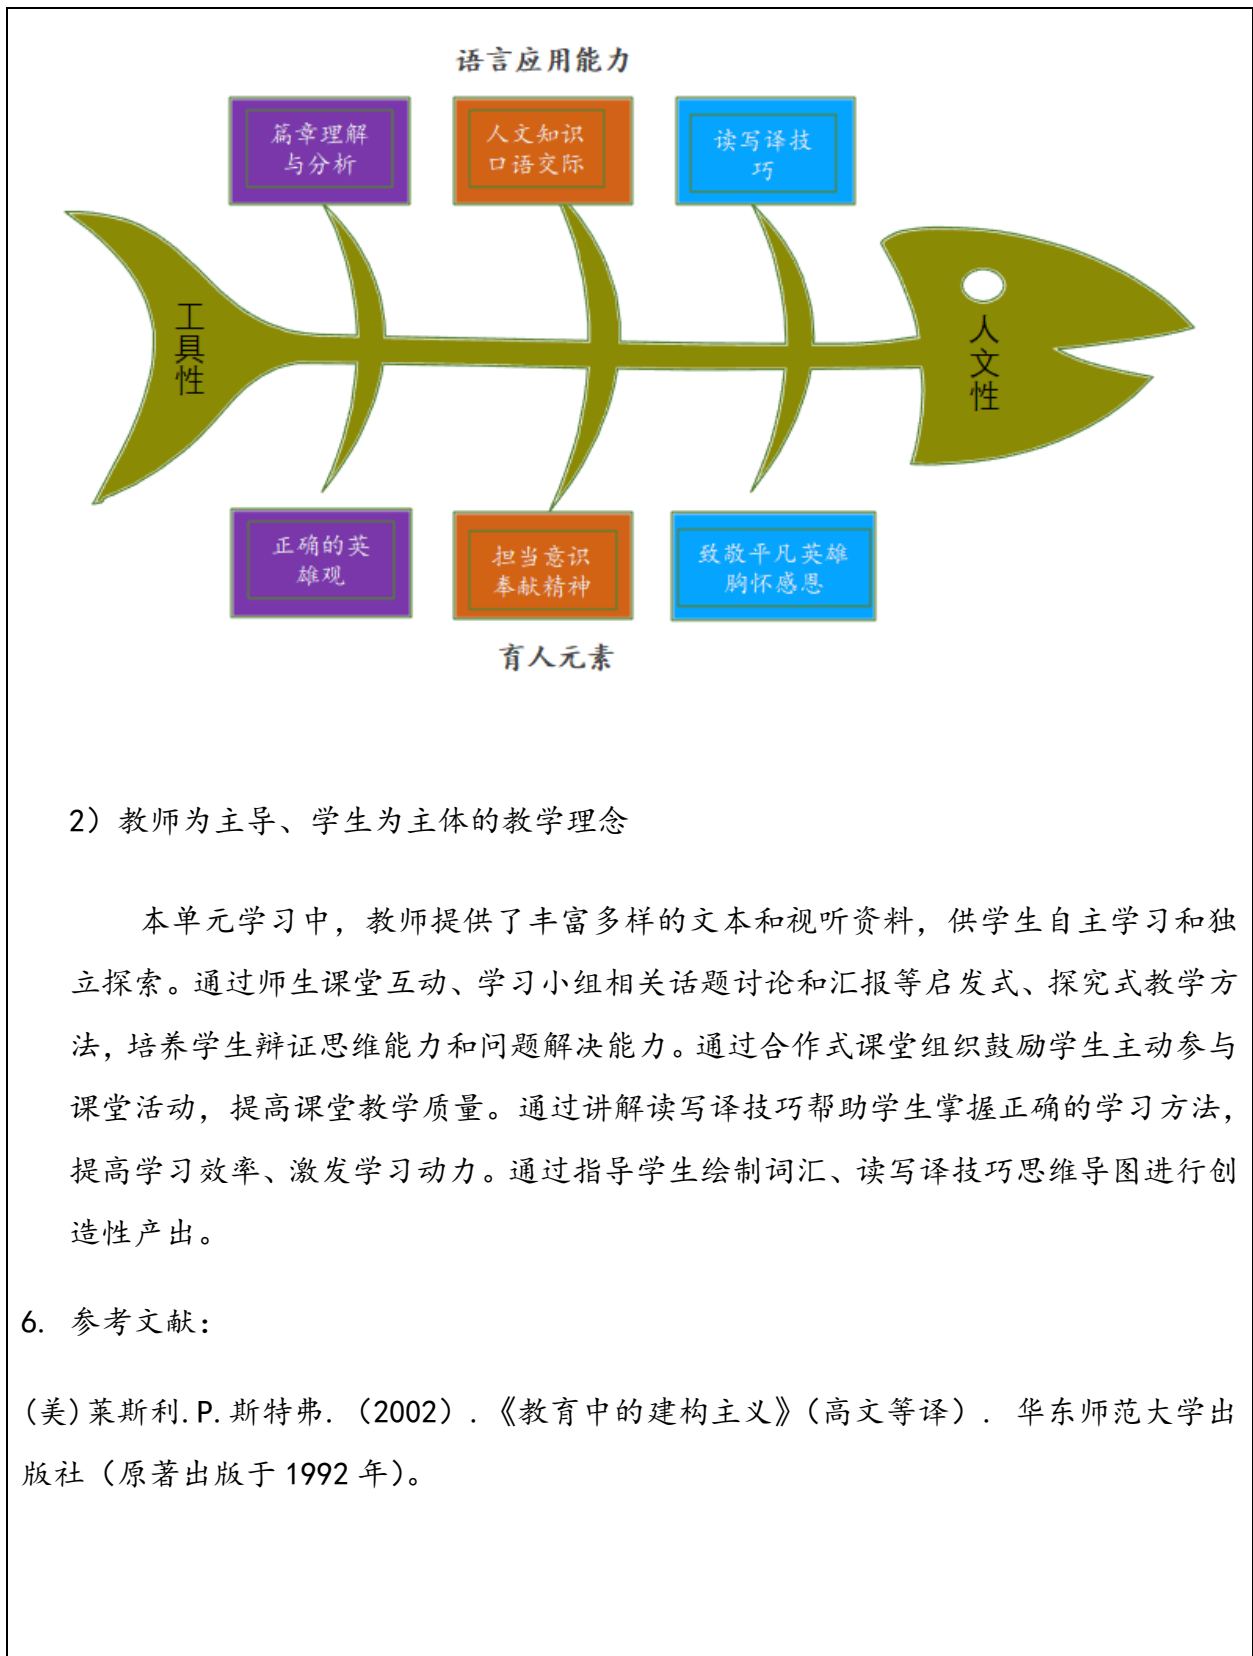 语言应用能力
篇章理解
与分析
人文知识
口语交际
读写译技
巧
工具性
人文性
正确的英
雄观
担当意识
奉献精神
致敬平凡英雄
胸怀感恩
育人元素
2）教师为主导、学生为主体的教学理念
本单元学习中，教师提供了丰富多样的文本和视听资料，供学生自主学习和独
立探索。通过师生课堂互动、学习小组相关话题讨论和汇报等启发式、探究式教学方
法，培养学生辩证思维能力和问题解决能力。通过合作式课堂组织鼓励学生主动参与
课堂活动，提高课堂教学质量。通过讲解读写译技巧帮助学生掌握正确的学习方法，
提高学习效率、激发学习动力。通过指导学生绘制词汇、读写译技巧思维导图进行创
造性产出。
6. 参考文献：
(美)莱斯利.P.斯特弗.（2002）.《教育中的建构主义》（高文等译）. 华东师范大学出
版社（原著出版于 1992 年）。